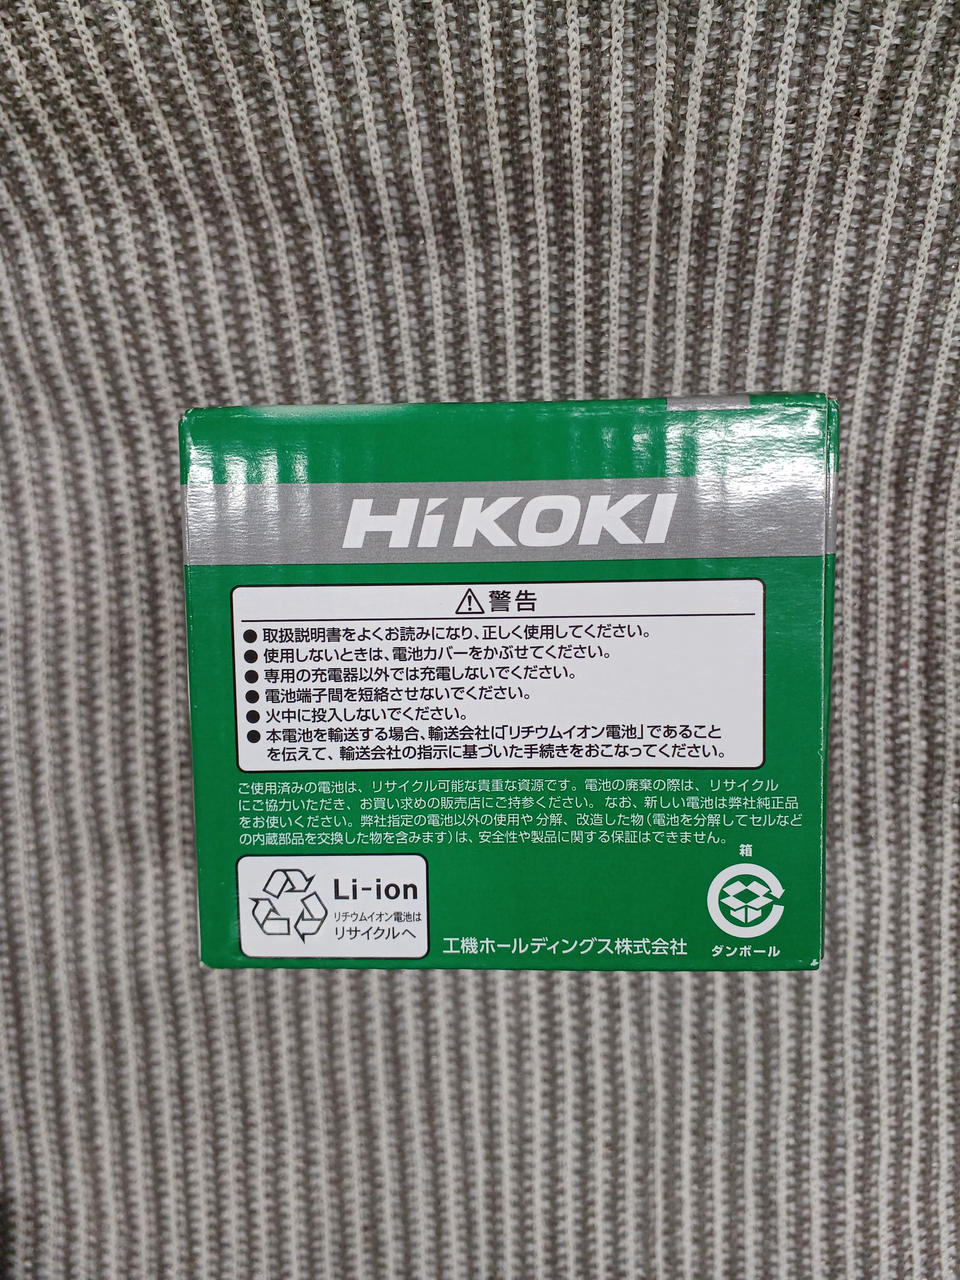 HiKOKI
⚠警告
●取扱説明書をよくお読みになり、正しく使用してください。
●使用しないときは、電池カバーをかぶせてください。
●専用の充電器以外では充電しないでください。
●電池端子間を短絡させないでください。
●火中に投入しないでください。
●本電池を輸送する場合、輸送会社に「リチウムイオン電池」であること
を伝えて、輸送会社の指示に基づいた手続きをおこなってください。
ご使用済みの電池は、リサイクル可能な貴重な資源です。電池の廃棄の際は、リサイクル
にご協力いただき、お買い求めの販売店にご持参ください。なお、新しい電池は弊社純正品
をお使いください。弊社指定の電池以外の使用や分解、改造した物(電池を分解してセルなど
の内蔵部品を交換した物を含みます)は、安全性や製品に関する保証はできません。
Li-ion
リチウムイオン電池は
リサイクルへ
工機ホールディングス株式会社
箱
ダンボール